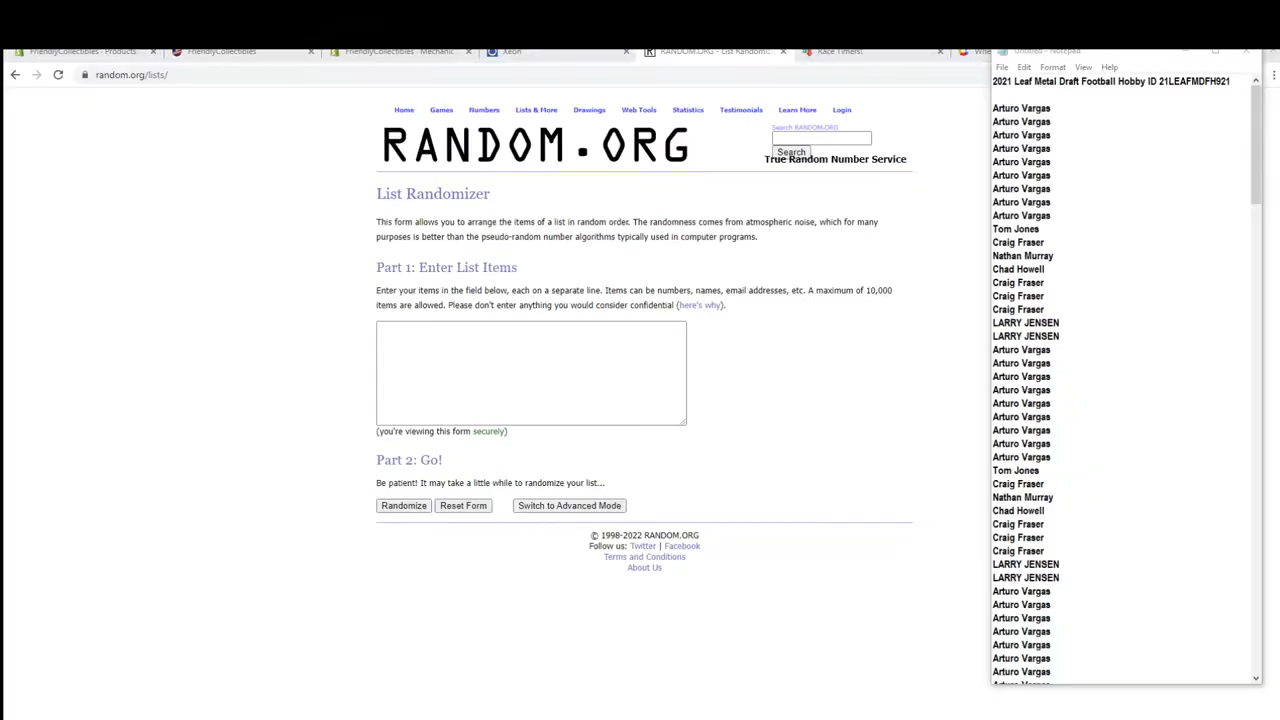 FriendlyCollectibles - Products
FriendlyCollectibles
FriendlyCollectibles - Mechanic
Xeon
RANDOM.ORG - List Randomi
Race Timers!
Whe
Untitled - Notepad
random.org/lists/
File Edit Format View Help
Home Games Numbers Lists & More Drawings Web Tools Statistics Testimonials Learn More Login
RANDOM.ORG
Search RANDOM.ORG
Search
True Random Number Service
List Randomizer
This form allows you to arrange the items of a list in random order. The randomness comes from atmospheric noise, which for many
purposes is better than the pseudo-random number algorithms typically used in computer programs.
Part 1: Enter List Items
Enter your items in the field below, each on a separate line. Items can be numbers, names, email addresses, etc. A maximum of 10,000
items are allowed. Please don't enter anything you would consider confidential (here's why).
(you're viewing this form securely)
Part 2: Go!
Be patient! It may take a little while to randomize your list...
Randomize Reset Form Switch to Advanced Mode
© 1998-2022 RANDOM.ORG
Follow us: Twitter | Facebook
Terms and Conditions
About Us
2021 Leaf Metal Draft Football Hobby ID 21LEAFMDFH921
Arturo Vargas
Arturo Vargas
Arturo Vargas
Arturo Vargas
Arturo Vargas
Arturo Vargas
Arturo Vargas
Arturo Vargas
Arturo Vargas
Tom Jones
Craig Fraser
Nathan Murray
Chad Howell
Craig Fraser
Craig Fraser
Craig Fraser
LARRY JENSEN
LARRY JENSEN
Arturo Vargas
Arturo Vargas
Arturo Vargas
Arturo Vargas
Arturo Vargas
Arturo Vargas
Arturo Vargas
Arturo Vargas
Arturo Vargas
Tom Jones
Craig Fraser
Nathan Murray
Chad Howell
Craig Fraser
Craig Fraser
Craig Fraser
LARRY JENSEN
LARRY JENSEN
Arturo Vargas
Arturo Vargas
Arturo Vargas
Arturo Vargas
Arturo Vargas
Arturo Vargas
Arturo Vargas